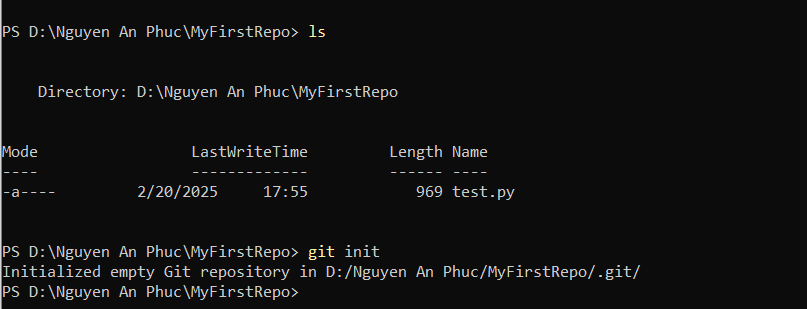 PS D:\Nguyen An Phuc\MyFirstRepo> ls
Directory: D:\Nguyen An Phuc\MyFirstRepo
Mode                 LastWriteTime         Length Name
----                 -------------         ------ ----
-a----         2/20/2025     17:55            969 test.py
PS D:\Nguyen An Phuc\MyFirstRepo> git init
Initialized empty Git repository in D:/Nguyen An Phuc/MyFirstRepo/.git/
PS D:\Nguyen An Phuc\MyFirstRepo>